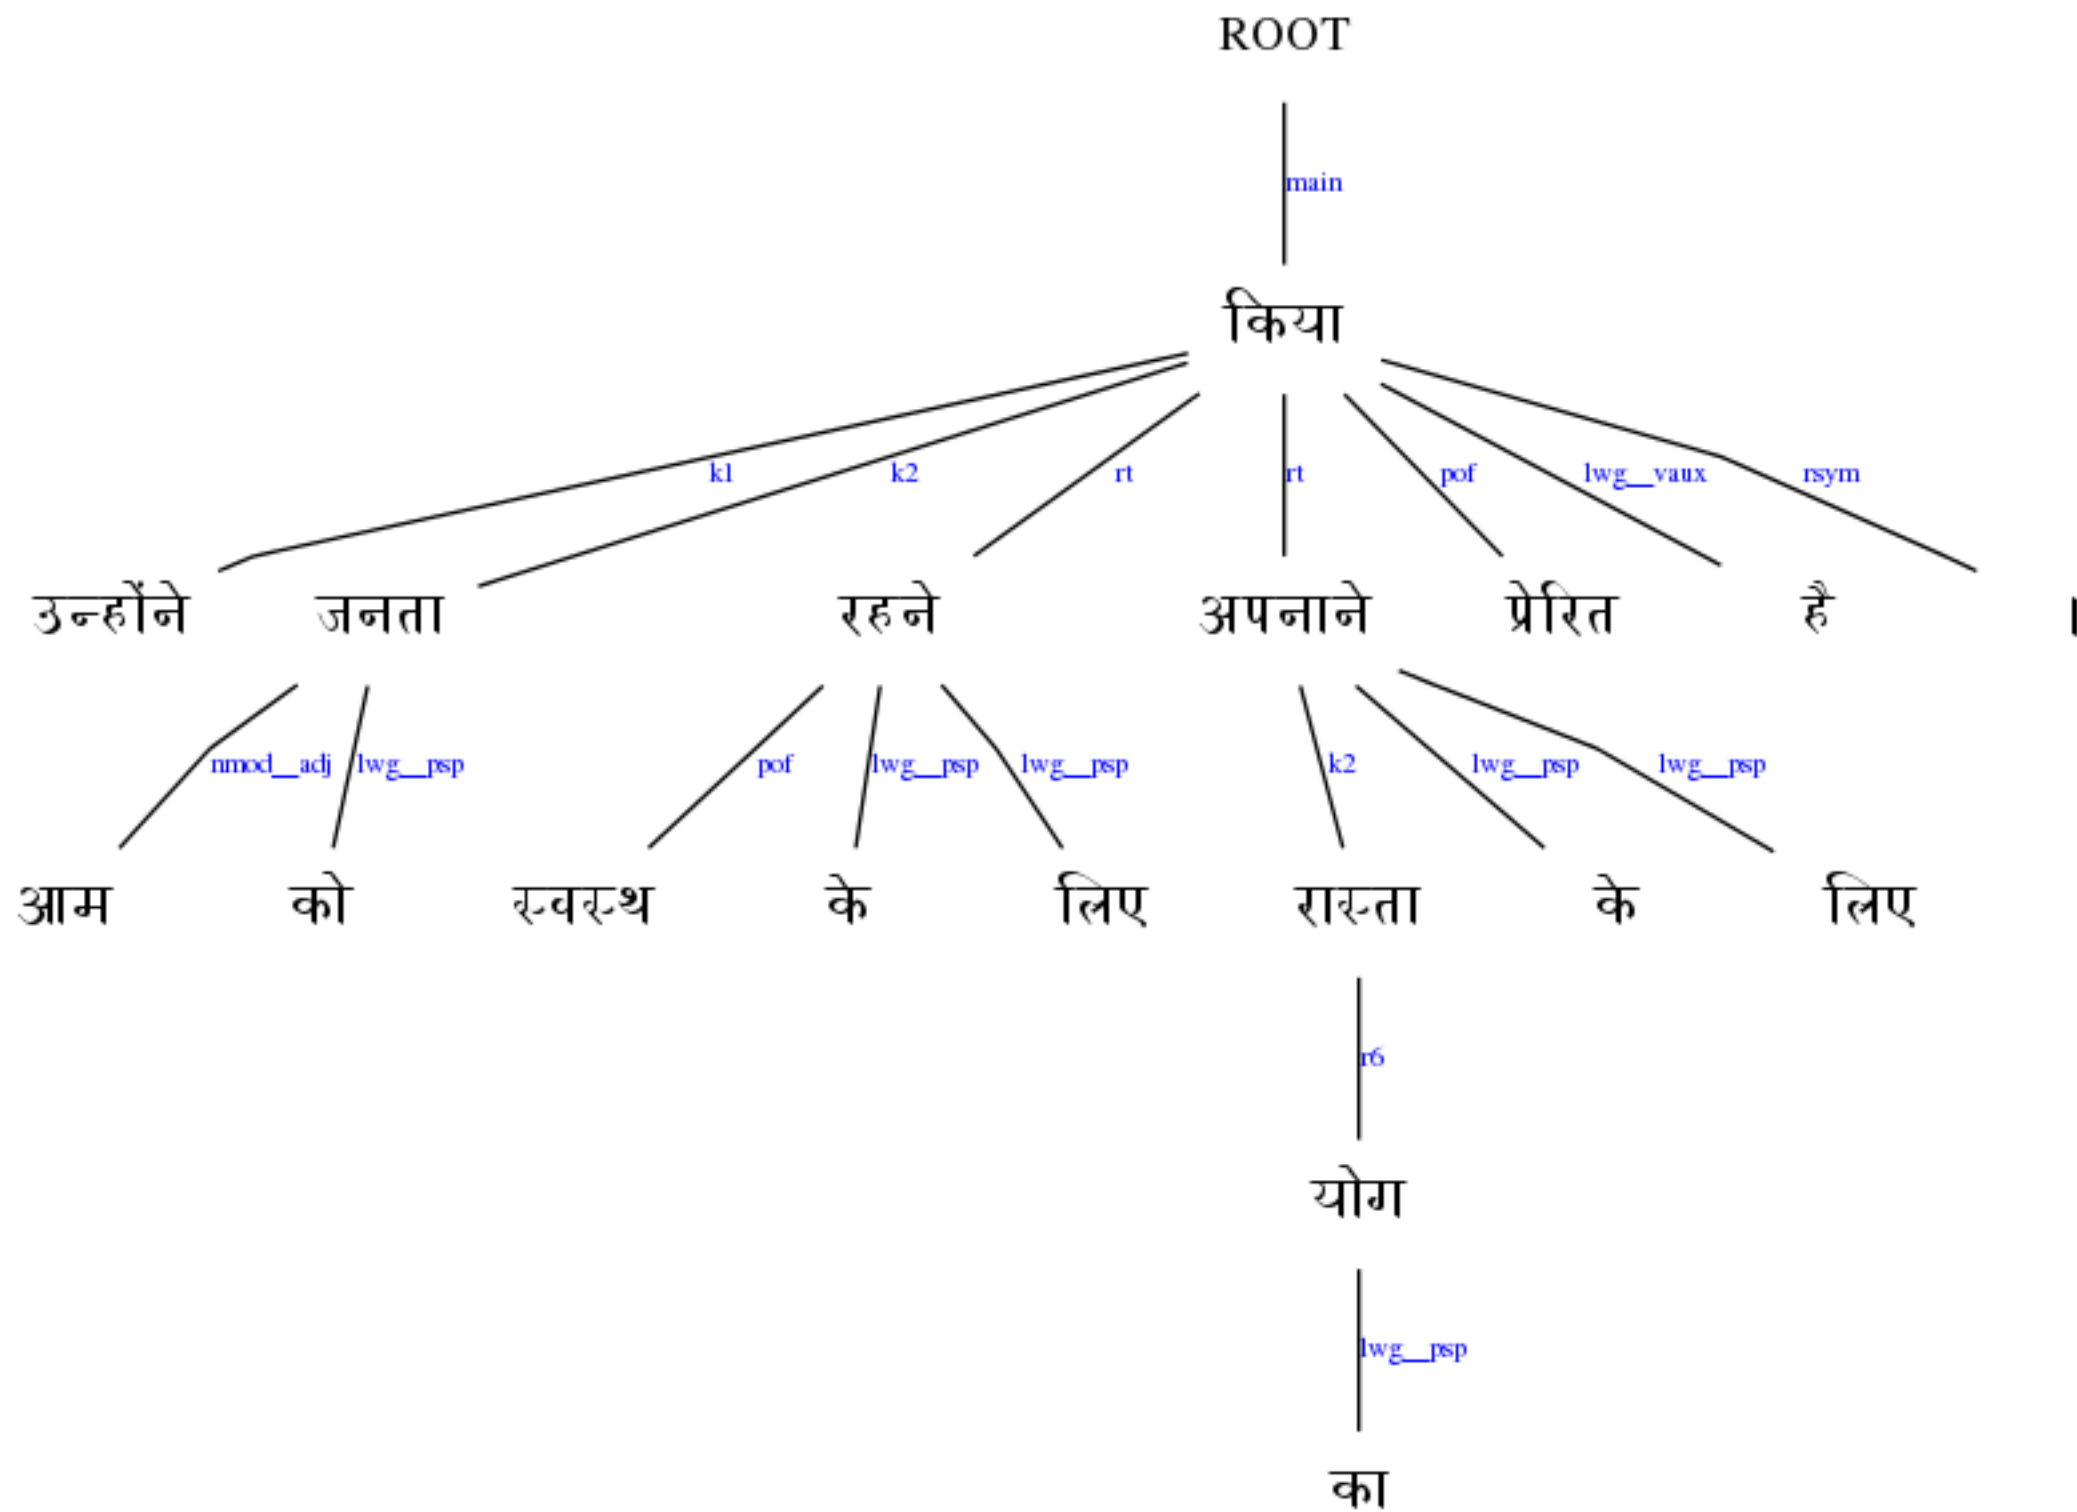 ROOT
main
किया
k1 k2 rt rt pof lwg__vaux rsym
उन्होंने जनता रहने अपनाने प्रेरित है ।
nmod__adj lwg__psp pof lwg__psp lwg__psp k2 lwg__psp lwg__psp
आम को स्वस्थ के लिए रास्ता के लिए
r6
योग
lwg__psp
का